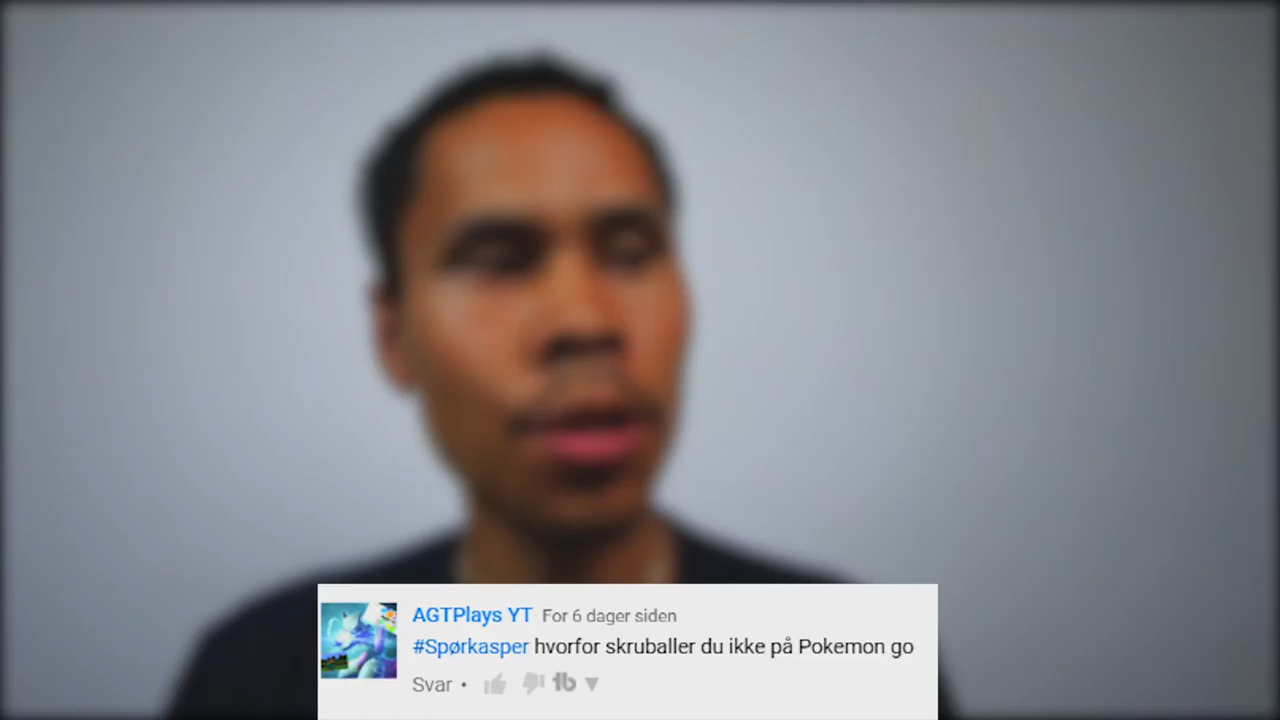 AGTPlays YT For 6 dager siden
#Spørkasper hvorfor skruballer du ikke på Pokemon go
Svar •